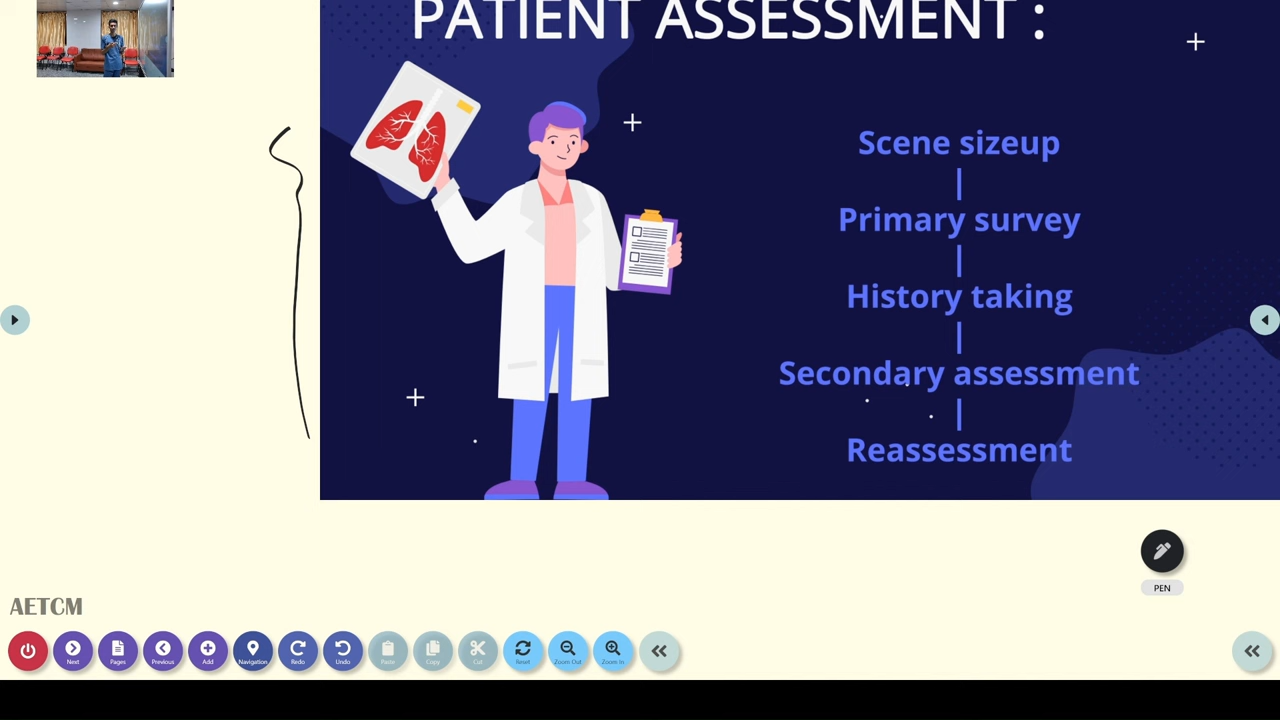 PATIENT ASSESSMENT :
Scene sizeup
Primary survey
History taking
Secondary assessment
Reassessment
PEN
AETCM
Next
Pages
Previous
Add
Navigation
Redo
Undo
Paste
Copy
Cut
Reset
Zoom Out
Zoom In